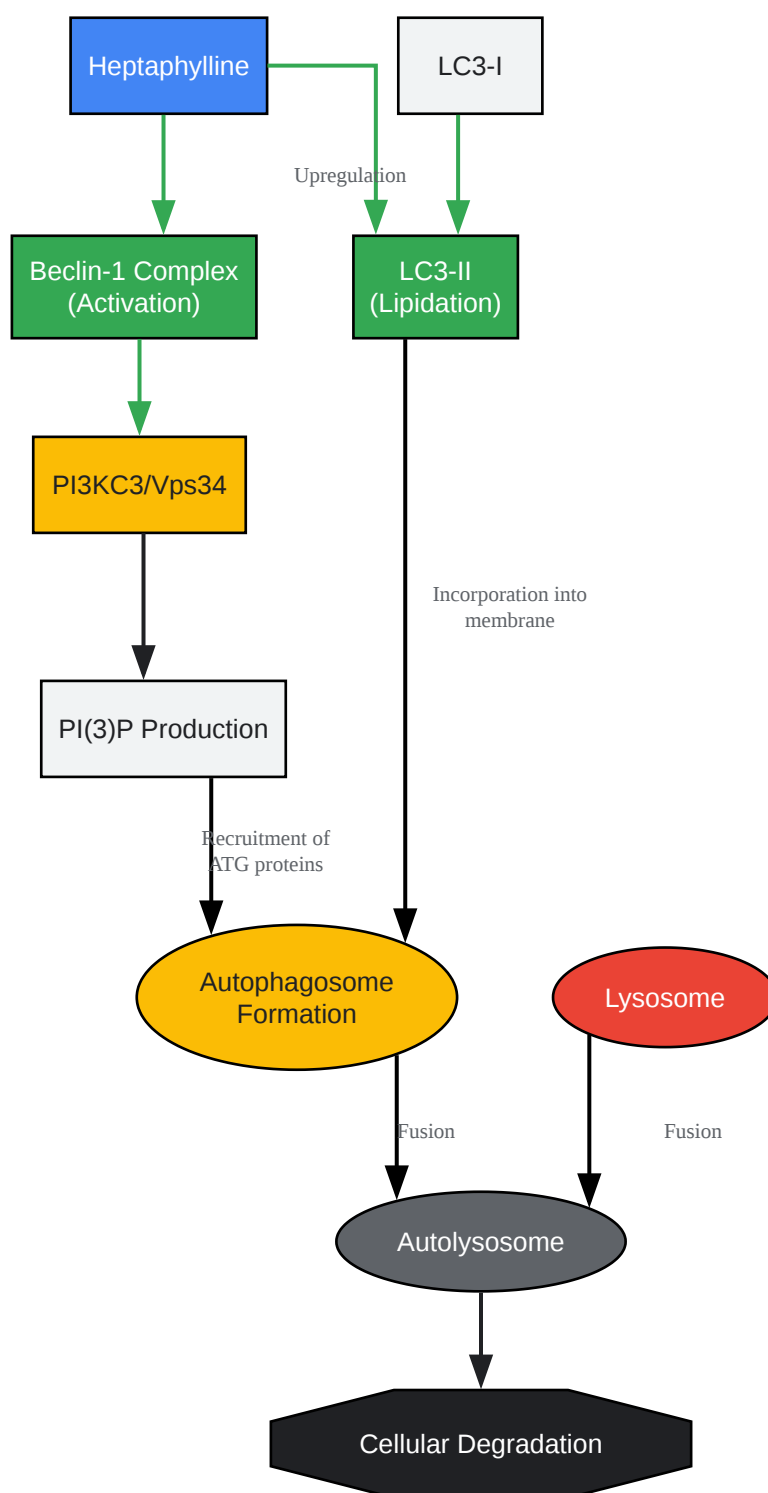 Heptaphylline
LC3-I
Upregulation
Beclin-1 Complex
(Activation)
LC3-II
(Lipidation)
PI3KC3/Vps34
Incorporation into
membrane
PI(3)P Production
Recruitment of
ATG proteins
Autophagosome
Formation
Lysosome
Fusion
Fusion
Autolysosome
Cellular Degradation